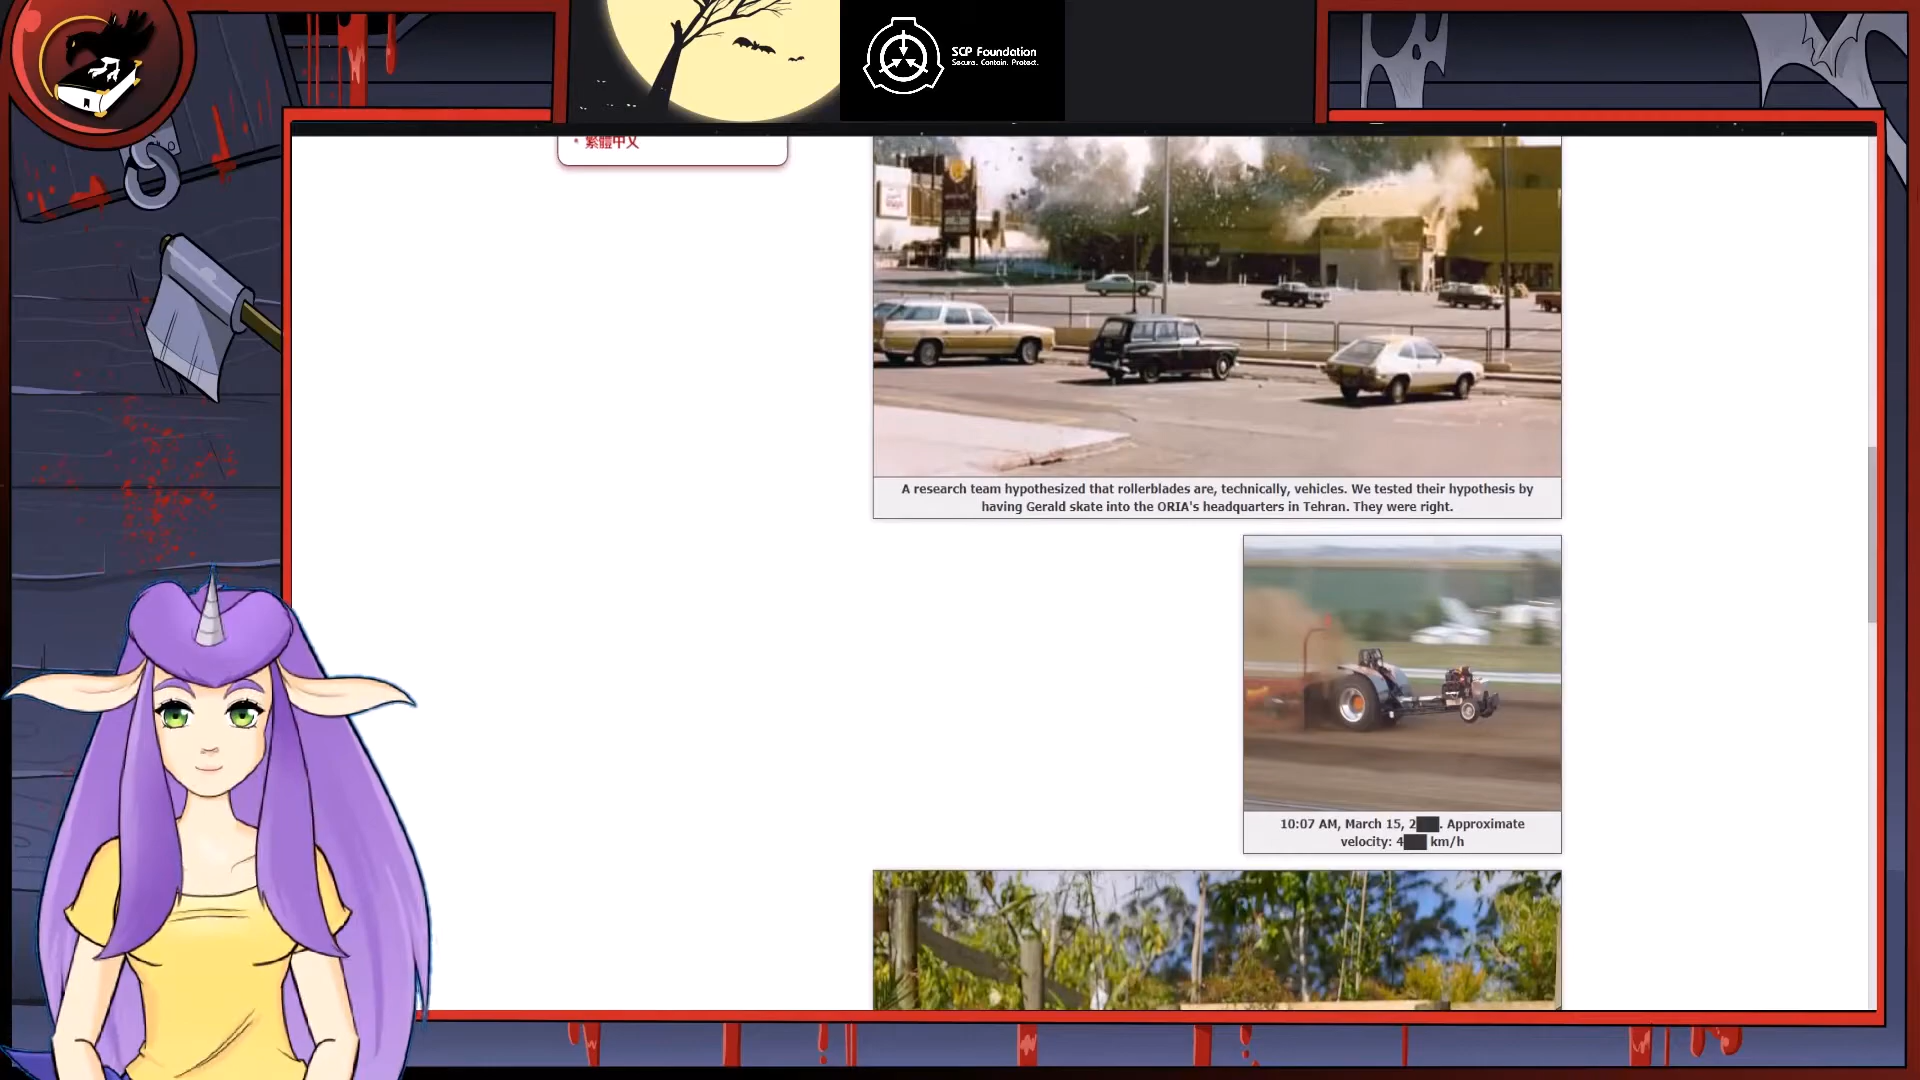 SCP Foundation
Secure. Contain. Protect.
繁體中文
A research team hypothesized that rollerblades are, technically, vehicles. We tested their hypothesis by
having Gerald skate into the ORIA's headquarters in Tehran. They were right.
10:07 AM, March 15, 2██. Approximate
velocity: 4██ km/h